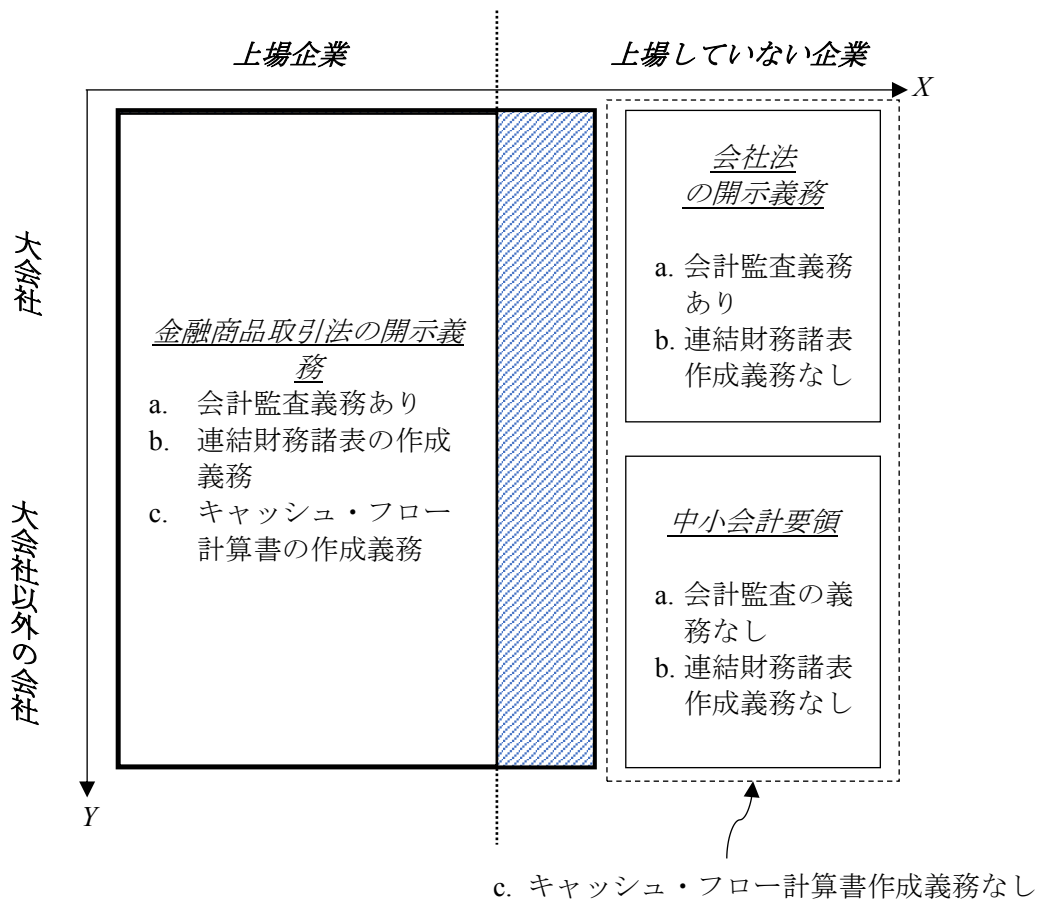 上場企業
上場していない企業
X
大会社
大会社以外の会社
金融商品取引法の開示義
務
a. 会計監査義務あり
b. 連結財務諸表の作成
義務
c. キャッシュ・フロー
計算書の作成義務
会社法
の開示義務
a. 会計監査義務
あり
b. 連結財務諸表
作成義務なし
中小会計要領
a. 会計監査の義
務なし
b. 連結財務諸表
作成義務なし
Y
c. キャッシュ・フロー計算書作成義務なし